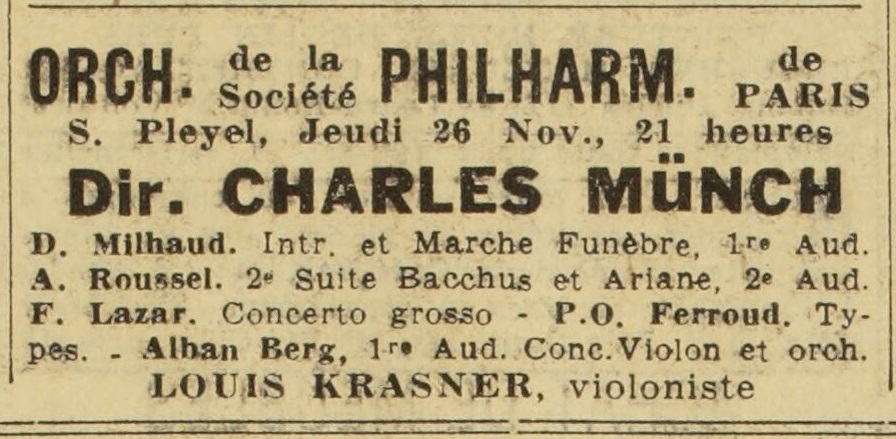 ORCH. de la Société PHILHARM. de PARIS
S. Pleyel, Jeudi 26 Nov., 21 heures
Dir. CHARLES MÜNCH
D. Milhaud. Intr. et Marche Funèbre, 1re Aud.
A. Roussel. 2e Suite Bacchus et Ariane, 2e Aud.
F. Lazar. Concerto grosso - P.O. Ferroud. Ty-
pes. - Alban Berg, 1re Aud. Conc. Violon et orch.
LOUIS KRASNER, violoniste